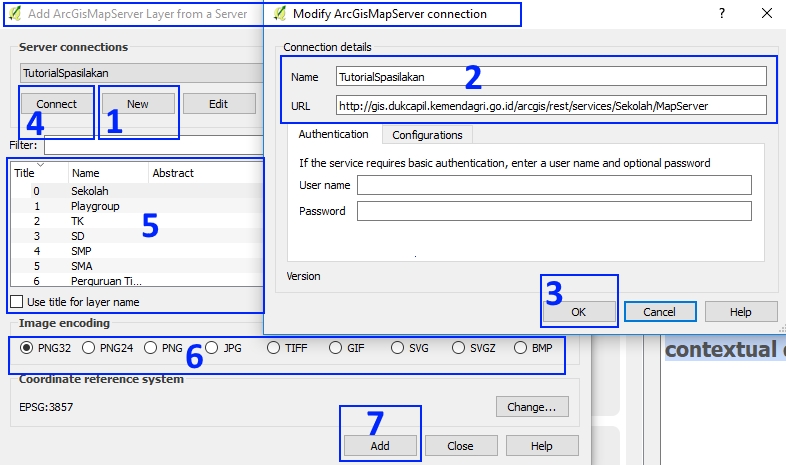 Add ArcGisMapServer Layer from a Server
Server connections
TutorialSpasilakan
Connect
New
Edit
4
1
Filter:
Title Name Abstract
0 Sekolah
1 Playgroup
2 TK
3 SD
4 SMP
5 SMA
6 Perguruan Ti...
5
Use title for layer name
Image encoding
PNG32 PNG24 PNG JPG TIFF GIF SVG SVGZ BMP
6
Coordinate reference system
EPSG:3857
Change...
7
Add
Close
Help
Modify ArcGisMapServer connection
? ×
Connection details
Name TutorialSpasilakan
2
URL http://gis.dukcapil.kemendagri.go.id/arcgis/rest/services/Sekolah/MapServer
Authentication Configurations
If the service requires basic authentication, enter a user name and optional password
User name
Password
Version
3
OK
Cancel
Help
contextual